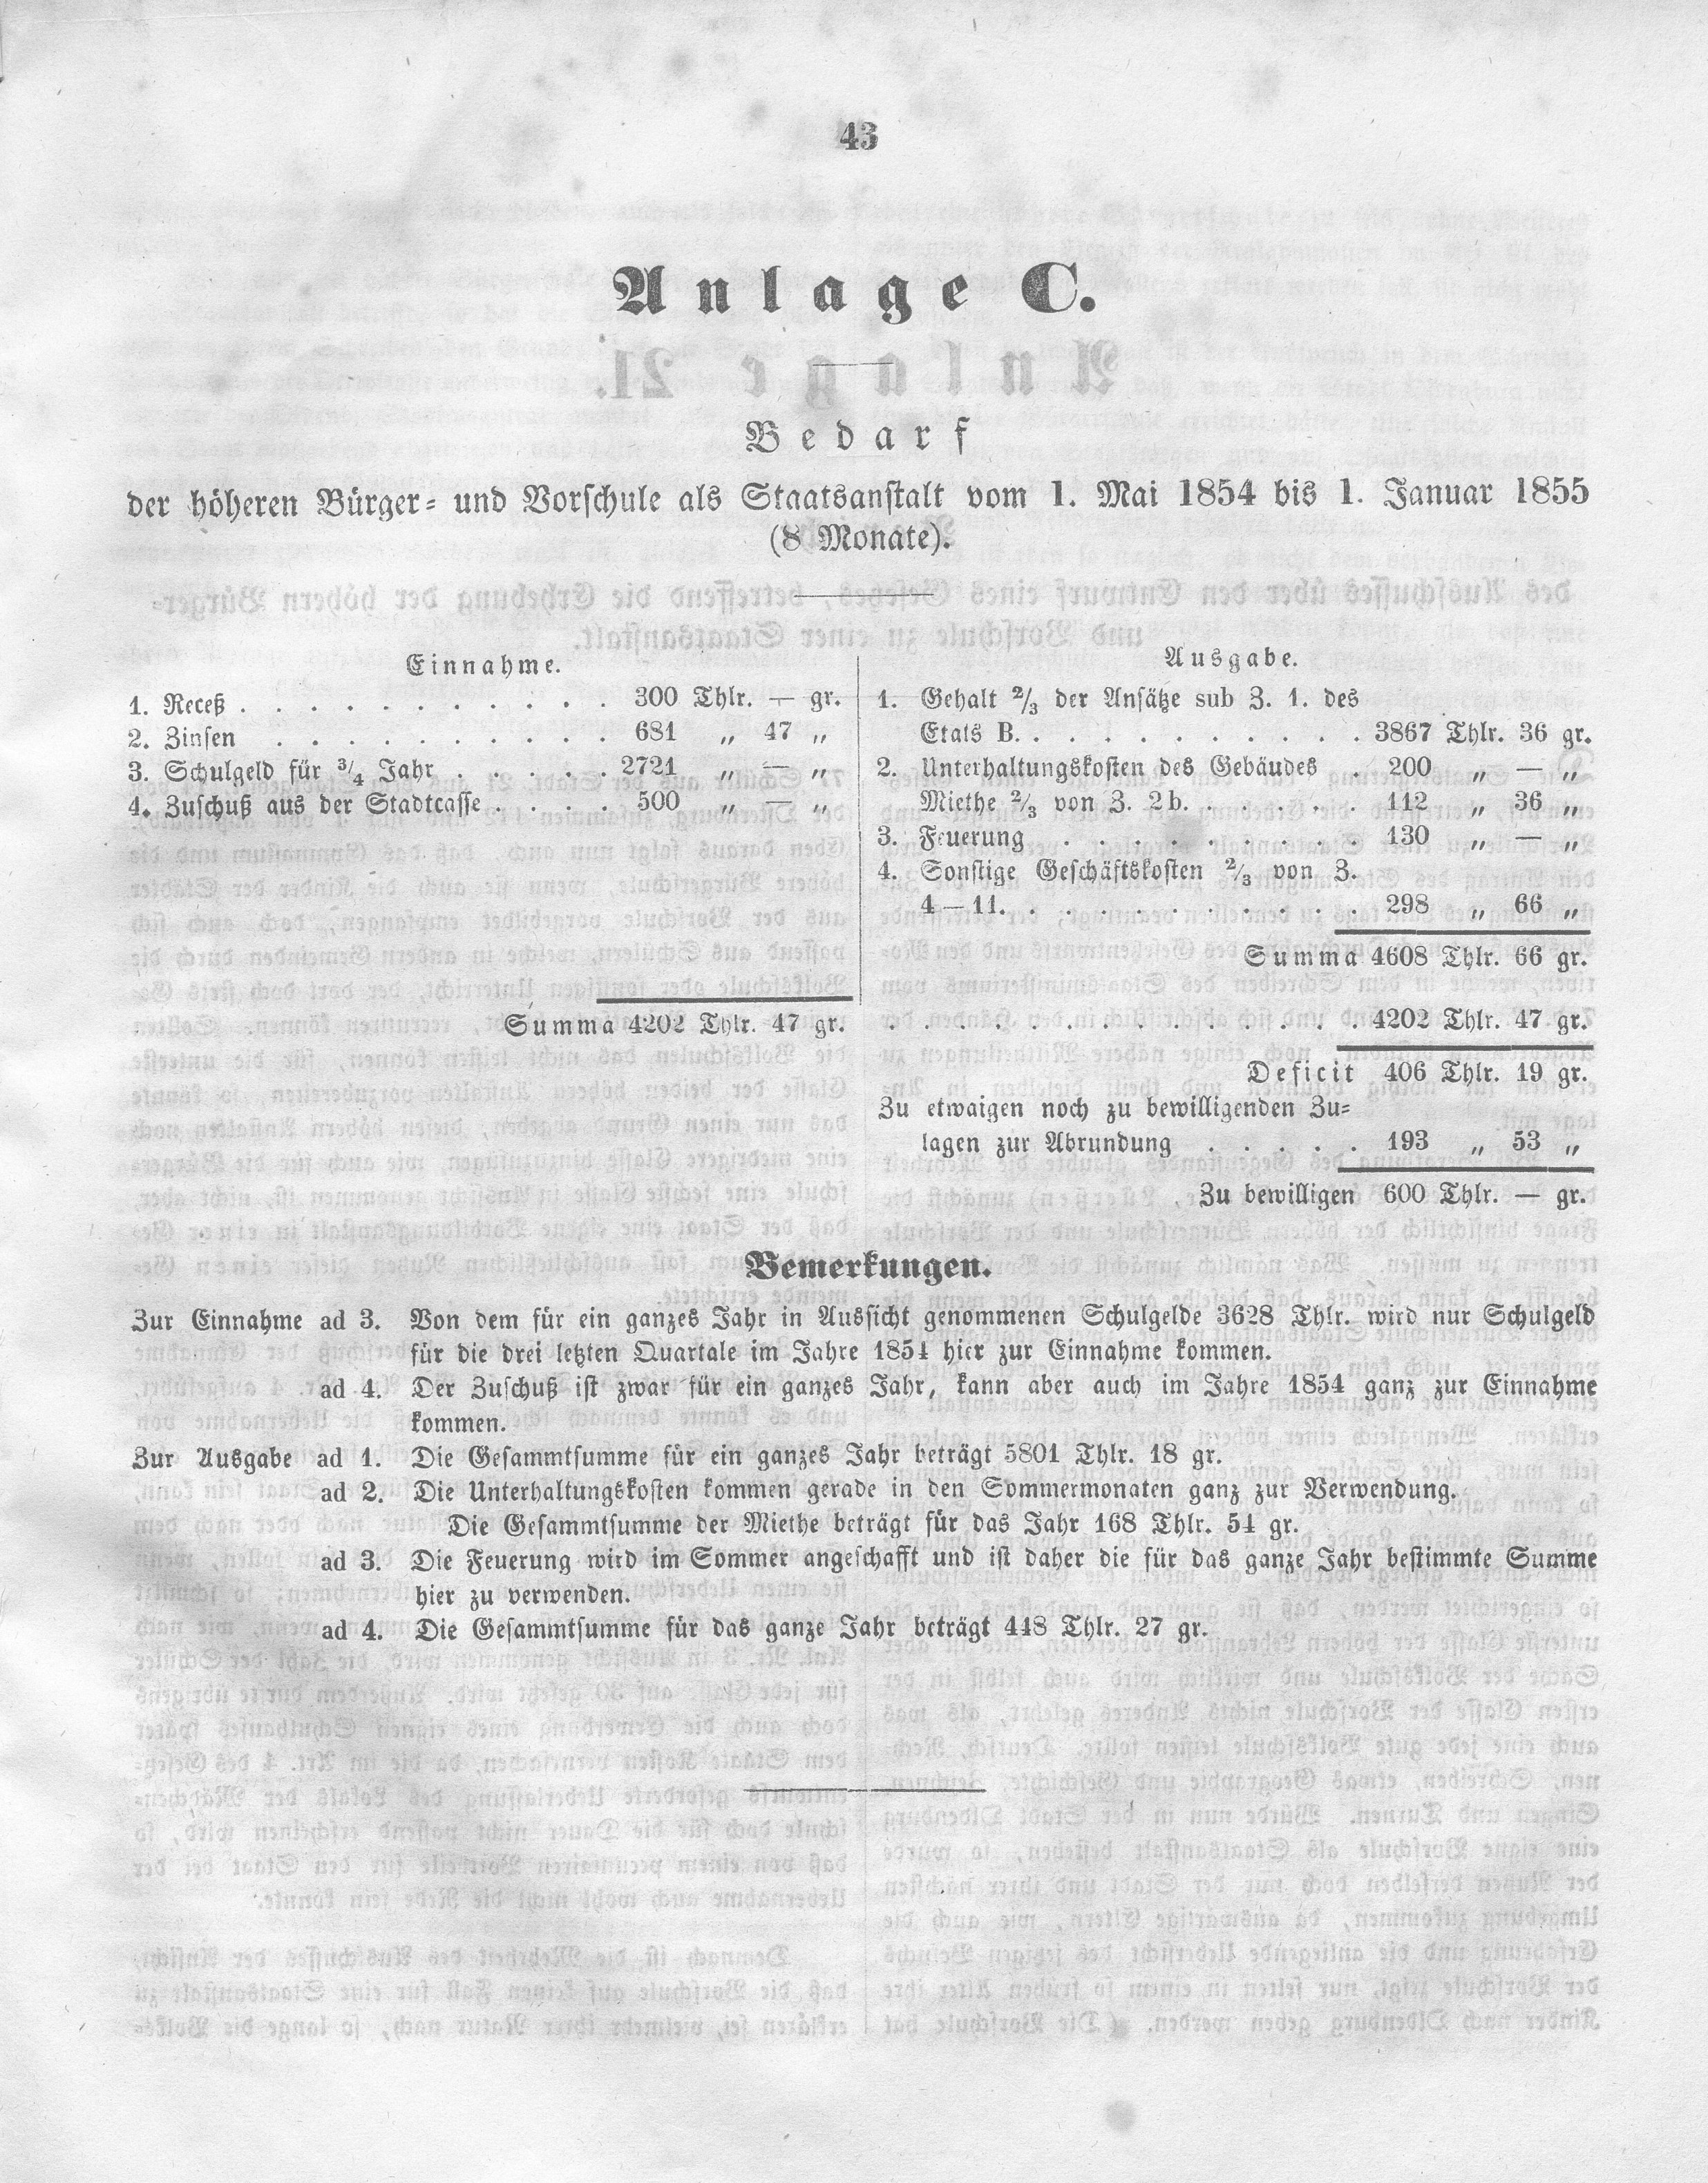 43
Anlage C.
Bedarf
der höheren Bürger- und Vorschule als Staatsanstalt vom 1. Mai 1854 bis 1. Januar 1855
(8 Monate).
Einnahme.
1. Receß . . . . . . . . . . . 300 Thlr. — gr.
2. Zinsen . . . . . . . . . . 681 „ 47 „
3. Schulgeld für 3/4 Jahr . . . . . 2721 „ — „
4. Zuschuß aus der Stadtcasse . . . . 500 „ — „
Summa 4202 Thlr. 47 gr.
Ausgabe.
1. Gehalt 2/3 der Ansätze sub Z. 1. des
Etats B. . . . . . . . . . . 3867 Thlr. 36 gr.
2. Unterhaltungskosten des Gebäudes . 200 „ — „
Miethe 2/3 von Z. 2b. . . . . . 112 „ 36 „
3. Feuerung . . . . . . . . . 130 „ — „
4. Sonstige Geschäftskosten 2/3 von Z.
4—11. . . . . . . . . . . 298 „ 66 „
Summa 4608 Thlr. 66 gr.
. . . . . . . . . . . . . . 4202 Thlr. 47 gr.
Deficit 406 Thlr. 19 gr.
Zu etwaigen noch zu bewilligenden Zu-
lagen zur Abrundung . . . . . 193 „ 53 „
Zu bewilligen 600 Thlr. — gr.
Bemerkungen.
Zur Einnahme ad 3. Von dem für ein ganzes Jahr in Aussicht genommenen Schulgelde 3628 Thlr. wird nur Schulgeld
für die drei letzten Quartale im Jahre 1854 hier zur Einnahme kommen.
ad 4. Der Zuschuß ist zwar für ein ganzes Jahr, kann aber auch im Jahre 1854 ganz zur Einnahme
kommen.
Zur Ausgabe ad 1. Die Gesammtsumme für ein ganzes Jahr beträgt 5801 Thlr. 18 gr.
ad 2. Die Unterhaltungskosten kommen gerade in den Sommermonaten ganz zur Verwendung.
Die Gesammtsumme der Miethe beträgt für das Jahr 168 Thlr. 54 gr.
ad 3. Die Feuerung wird im Sommer angeschafft und ist daher die für das ganze Jahr bestimmte Summe
hier zu verwenden.
ad 4. Die Gesammtsumme für das ganze Jahr beträgt 448 Thlr. 27 gr.